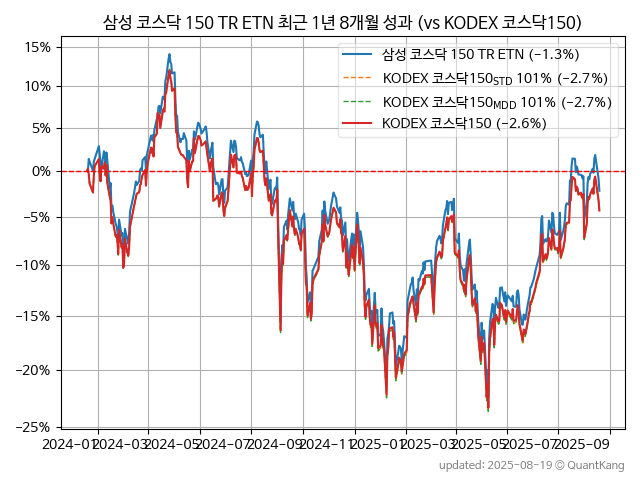 삼성 코스닥 150 TR ETN 최근 1년 8개월 성과 (vs KODEX 코스닥150)
삼성 코스닥 150 TR ETN (−1.3%)
KODEX 코스닥150STD 101% (−2.7%)
KODEX 코스닥150MDD 101% (−2.7%)
KODEX 코스닥150 (−2.6%)
15%
10%
5%
0%
−5%
−10%
−15%
−20%
−25%
2024-01 2024-03 2024-05 2024-07 2024-09 2024-11 2025-01 2025-03 2025-05 2025-07 2025-09
updated: 2025-08-19 © QuantKang